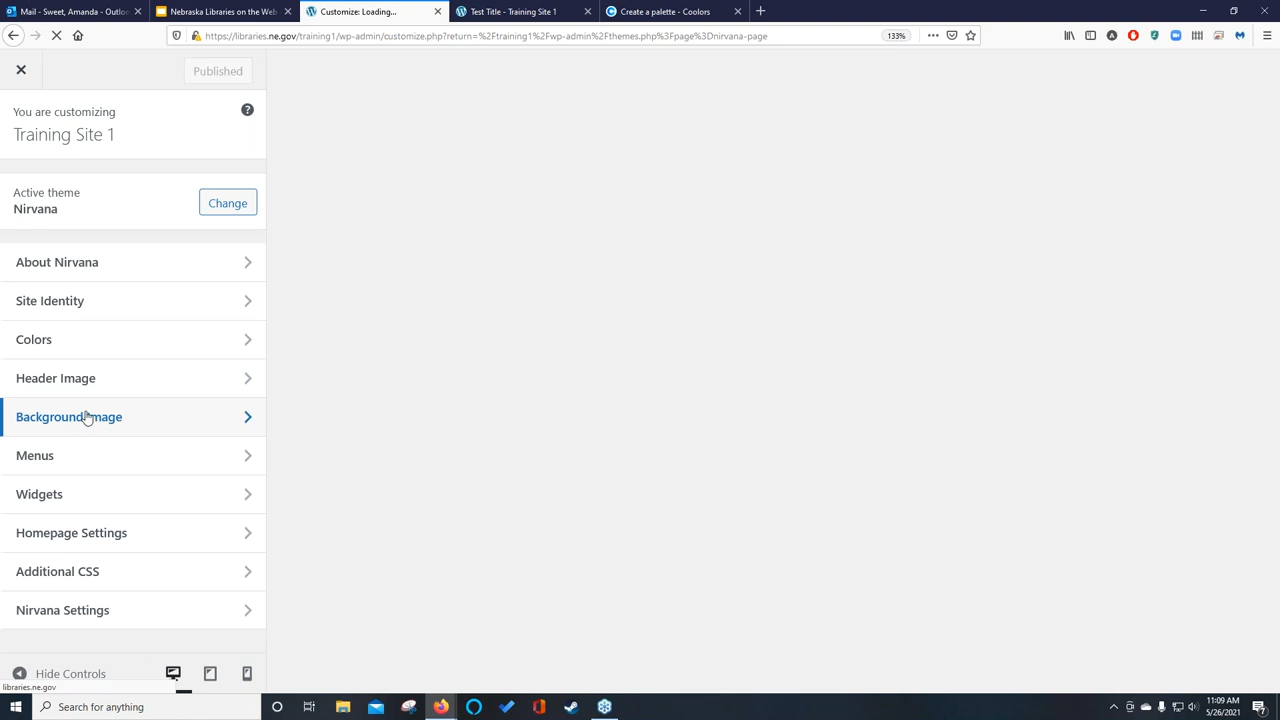 Mail - Sweet, Amanda - Outloo
Nebraska Libraries on the Web
Customize: Loading...
Test Title – Training Site 1
Create a palette - Coolors
https://libraries.ne.gov/training1/wp-admin/customize.php?return=%2Ftraining1%2Fwp-admin%2Fthemes.php%3Fpage%3Dnirvana-page
133%
Published
You are customizing
Training Site 1
Active theme
Nirvana
Change
About Nirvana
Site Identity
Colors
Header Image
Background Image
Menus
Widgets
Homepage Settings
Additional CSS
Nirvana Settings
Hide Controls
libraries.ne.gov
Search for anything
11:09 AM
5/26/2021
7